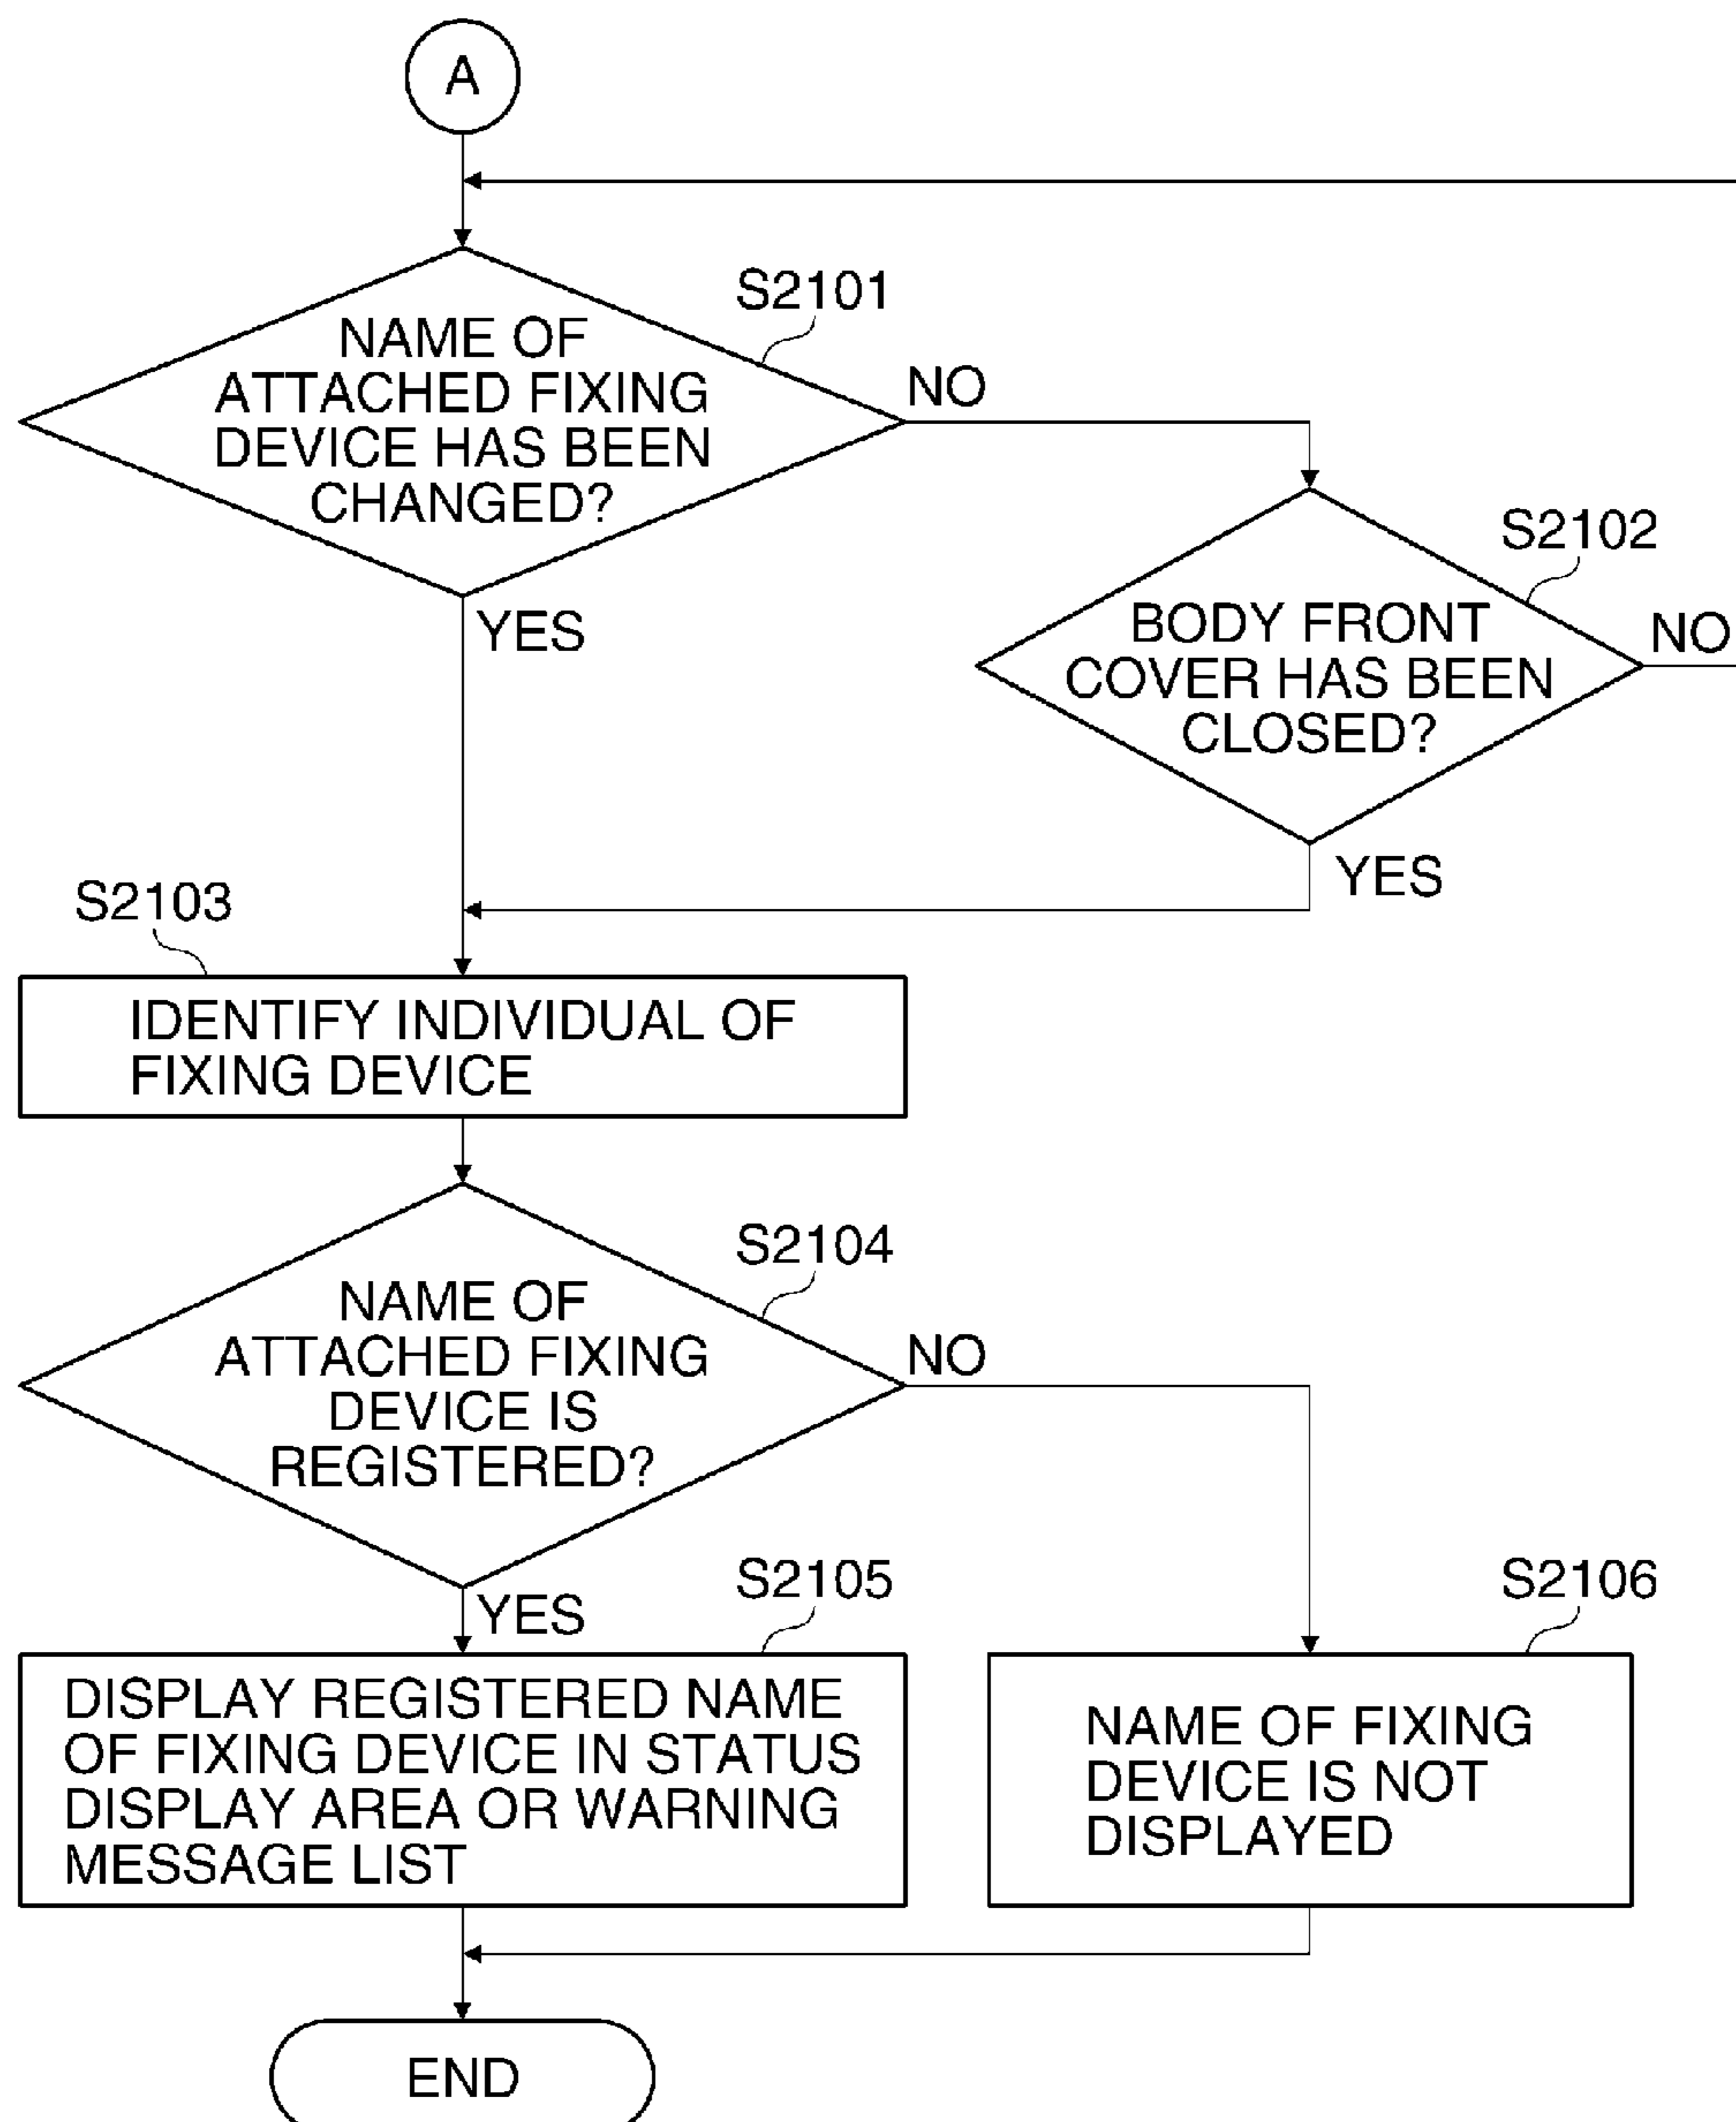 A
S2101
NAME OF
ATTACHED FIXING
DEVICE HAS BEEN
CHANGED?
NO
YES
S2102
BODY FRONT
COVER HAS BEEN
CLOSED?
NO
YES
S2103
IDENTIFY INDIVIDUAL OF
FIXING DEVICE
S2104
NAME OF
ATTACHED FIXING
DEVICE IS
REGISTERED?
NO
YES
S2105
DISPLAY REGISTERED NAME
OF FIXING DEVICE IN STATUS
DISPLAY AREA OR WARNING
MESSAGE LIST
S2106
NAME OF FIXING
DEVICE IS NOT
DISPLAYED
END